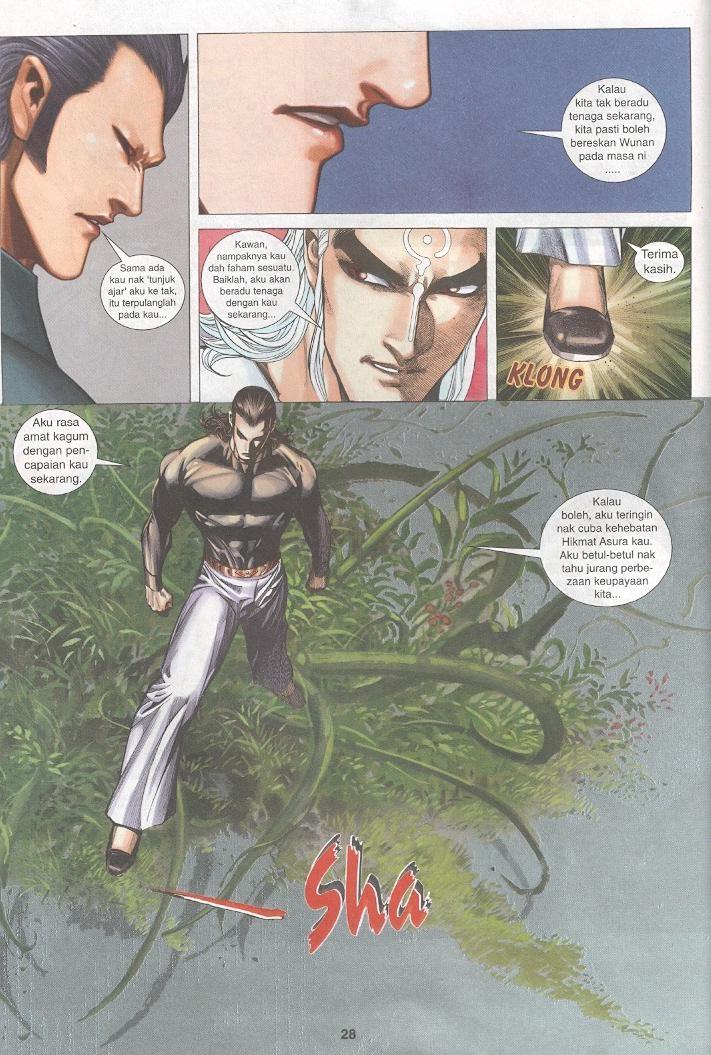 Kalau
kita tak beradu
tenaga sekarang,
kita pasti boleh
bereskan Wunan
pada masa ni
.....
Sama ada
kau nak 'tunjuk
ajar' aku ke tak,
itu terpulanglah
pada kau...
Kawan,
nampaknya kau
dah faham sesuatu.
Baiklah, aku akan
beradu tenaga
dengan kau
sekarang...
Terima
kasih.
KLONG
Aku rasa
amat kagum
dengan pen-
capaian kau
sekarang.
Kalau
boleh, aku teringin
nak cuba kehebatan
Hikmat Asura kau.
Aku betul-betul nak
tahu jurang perbe-
zaan keupayaan
kita...
Sha
28